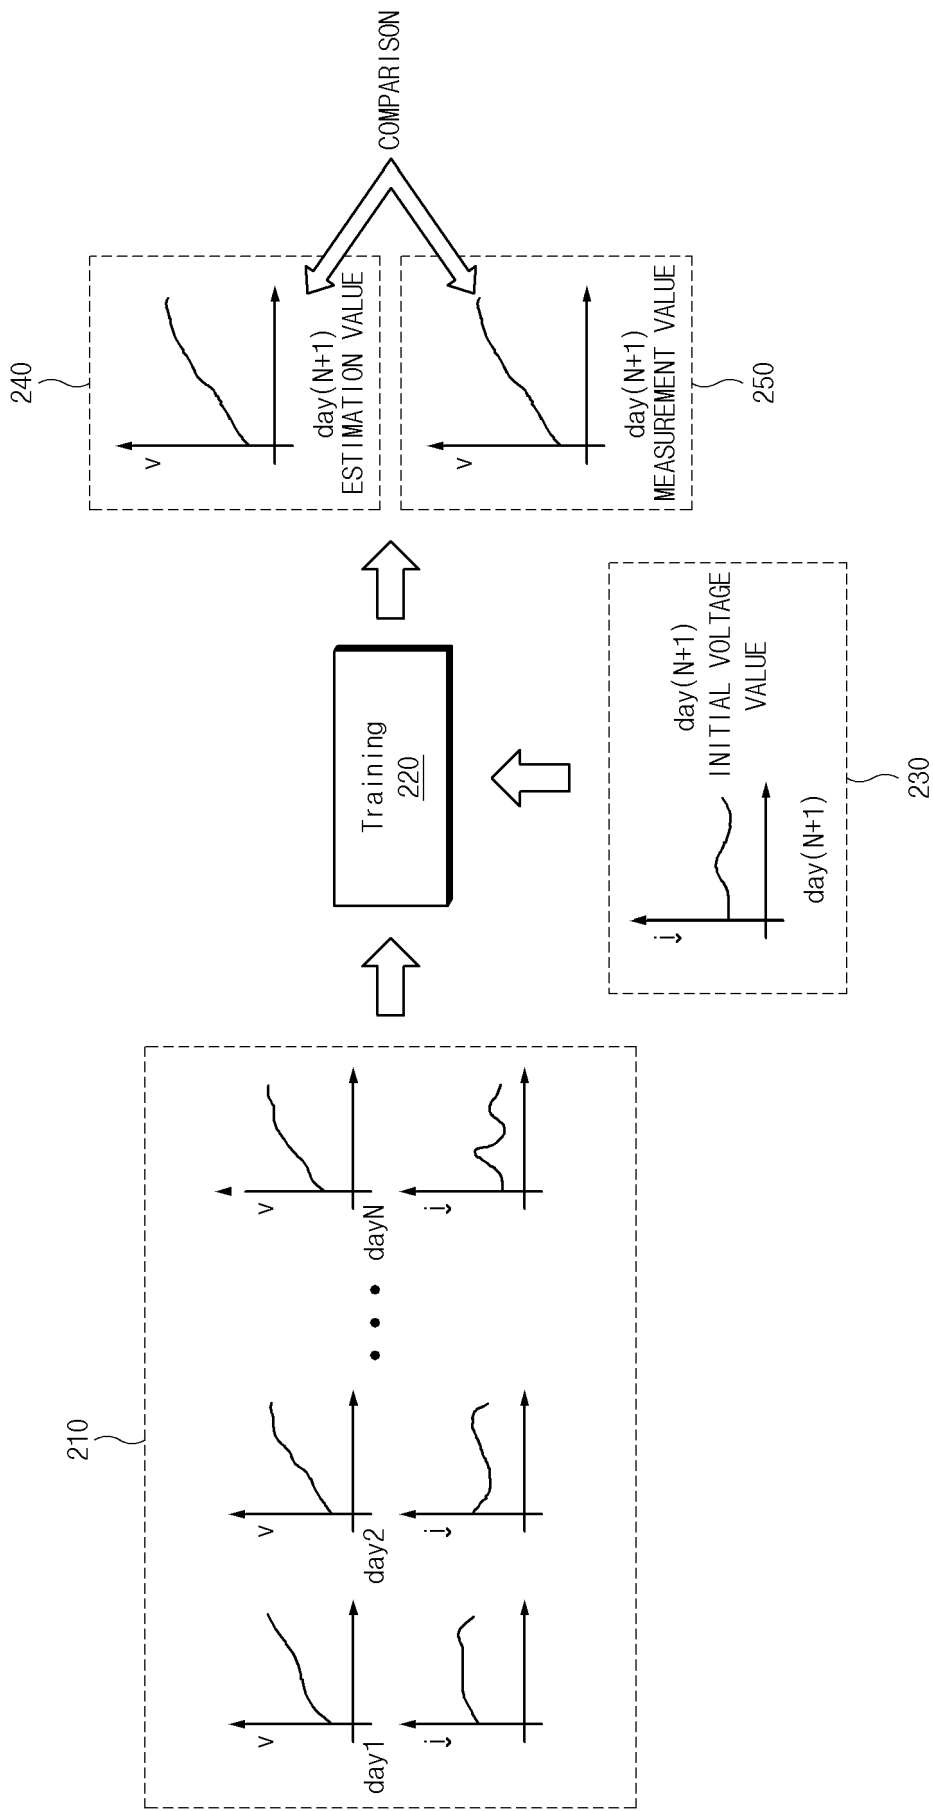 210
v
day1
i
v
day2
i
v
dayN
i
Training
220
i
day(N+1)
day(N+1)
INITIAL VOLTAGE
VALUE
230
240
v
day(N+1)
ESTIMATION VALUE
v
day(N+1)
MEASUREMENT VALUE
250
COMPARISON